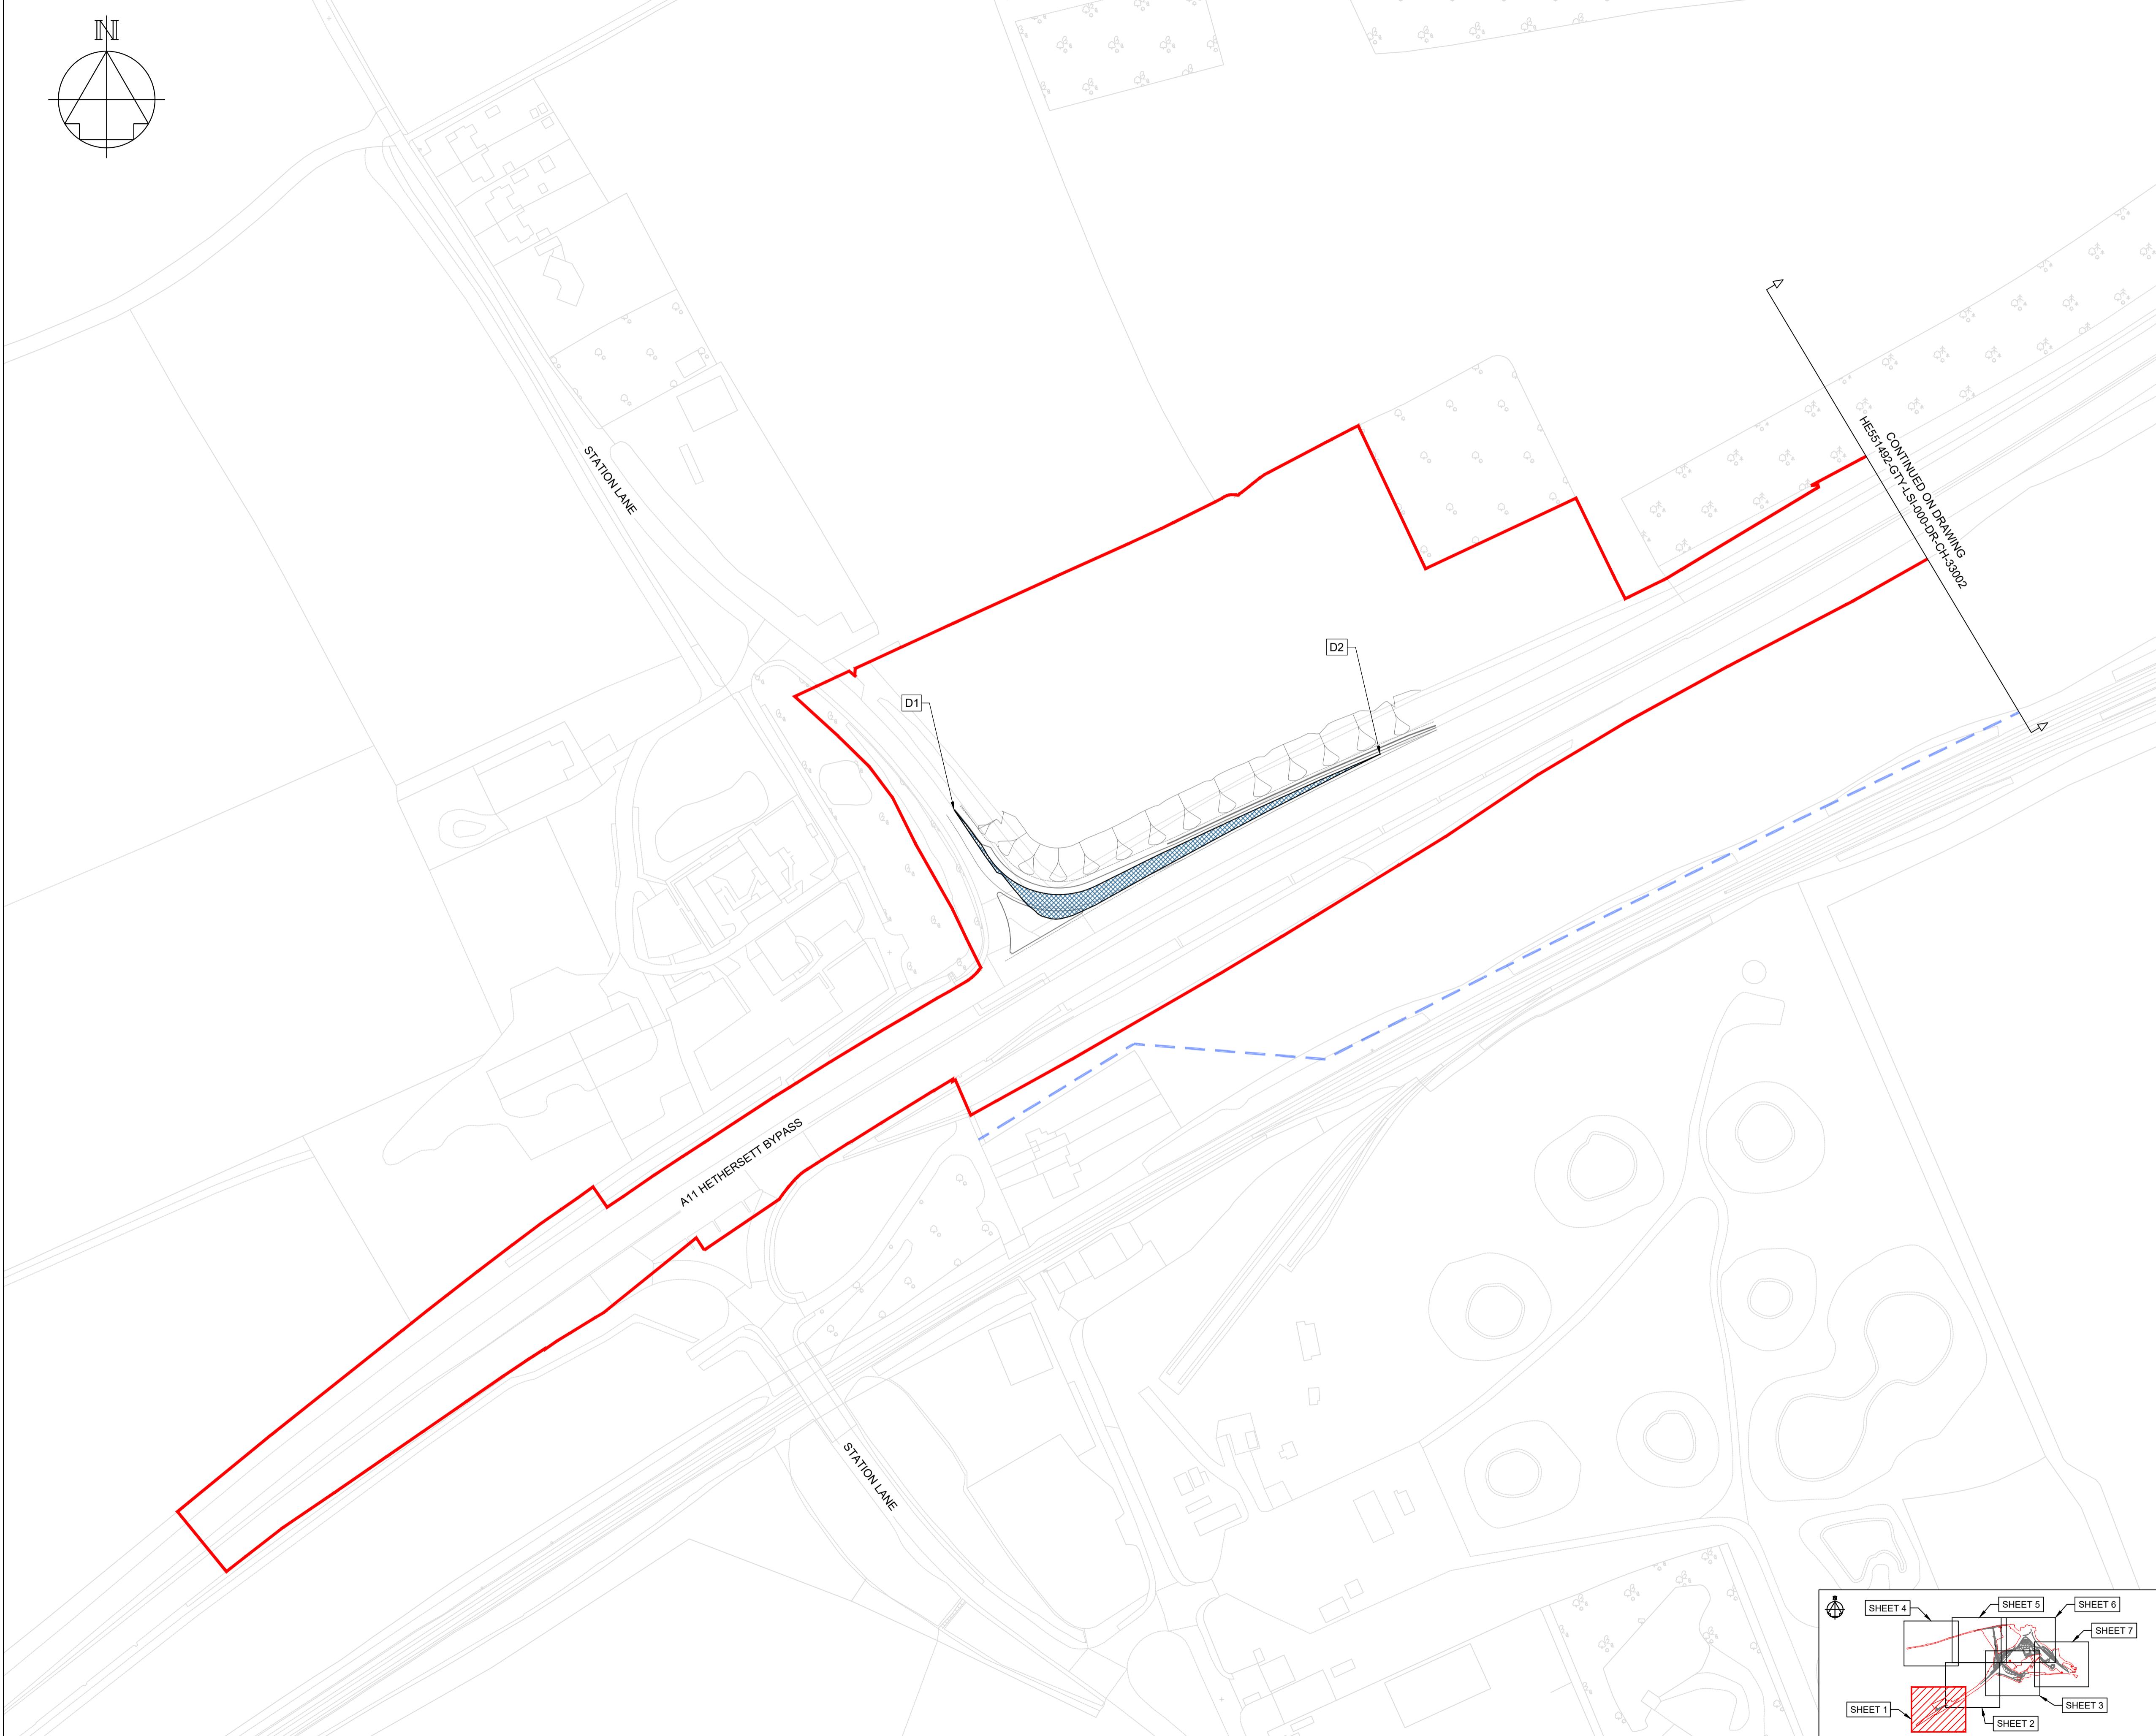 N
STATION LANE
CONTINUED ON DRAWING
HE551492-GTY-LSI-000-DR-CH-33002
D2
D1
A11 HETHERSETT BYPASS
STATION LANE
SHEET 4
SHEET 5
SHEET 6
SHEET 7
SHEET 1
SHEET 3
SHEET 2